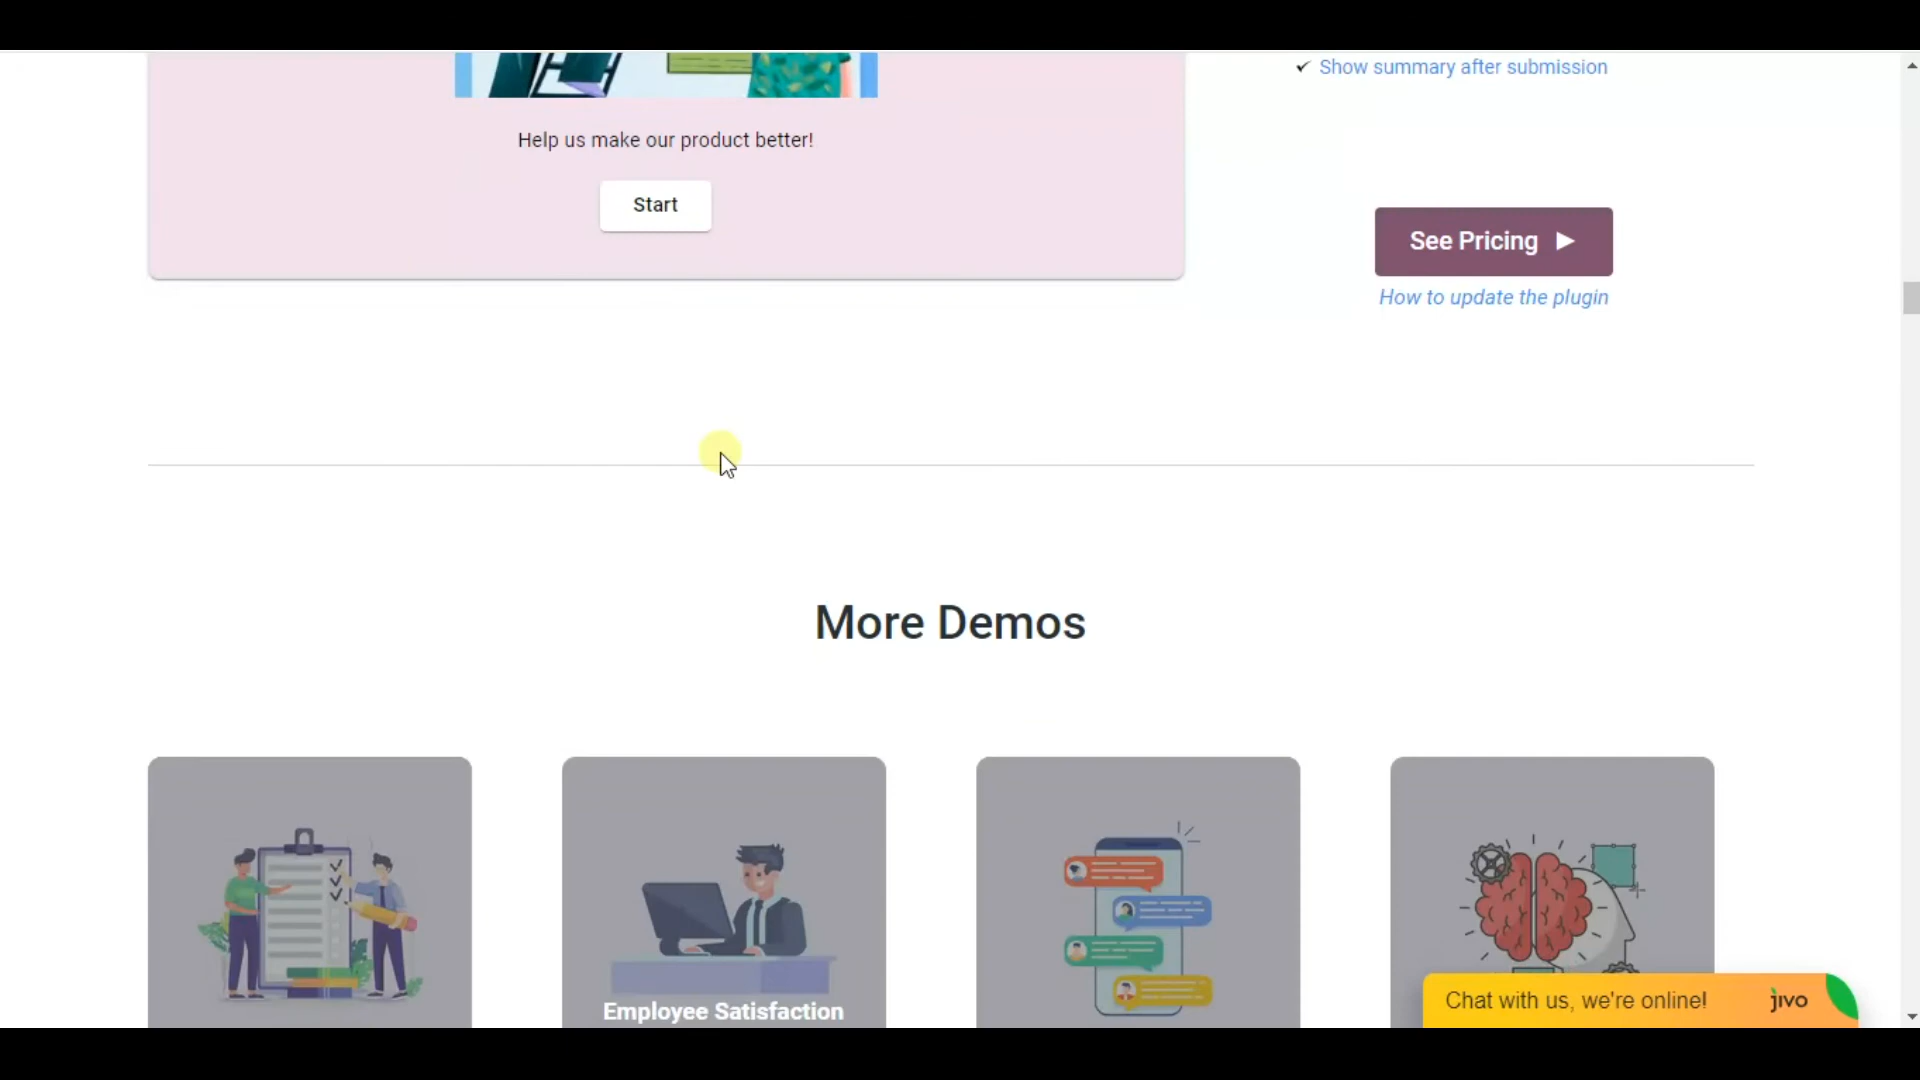 Show summary after submission
Help us make our product better!
Start
See Pricing
How to update the plugin
More Demos
Employee Satisfaction
Chat with us, we're online!
jivo